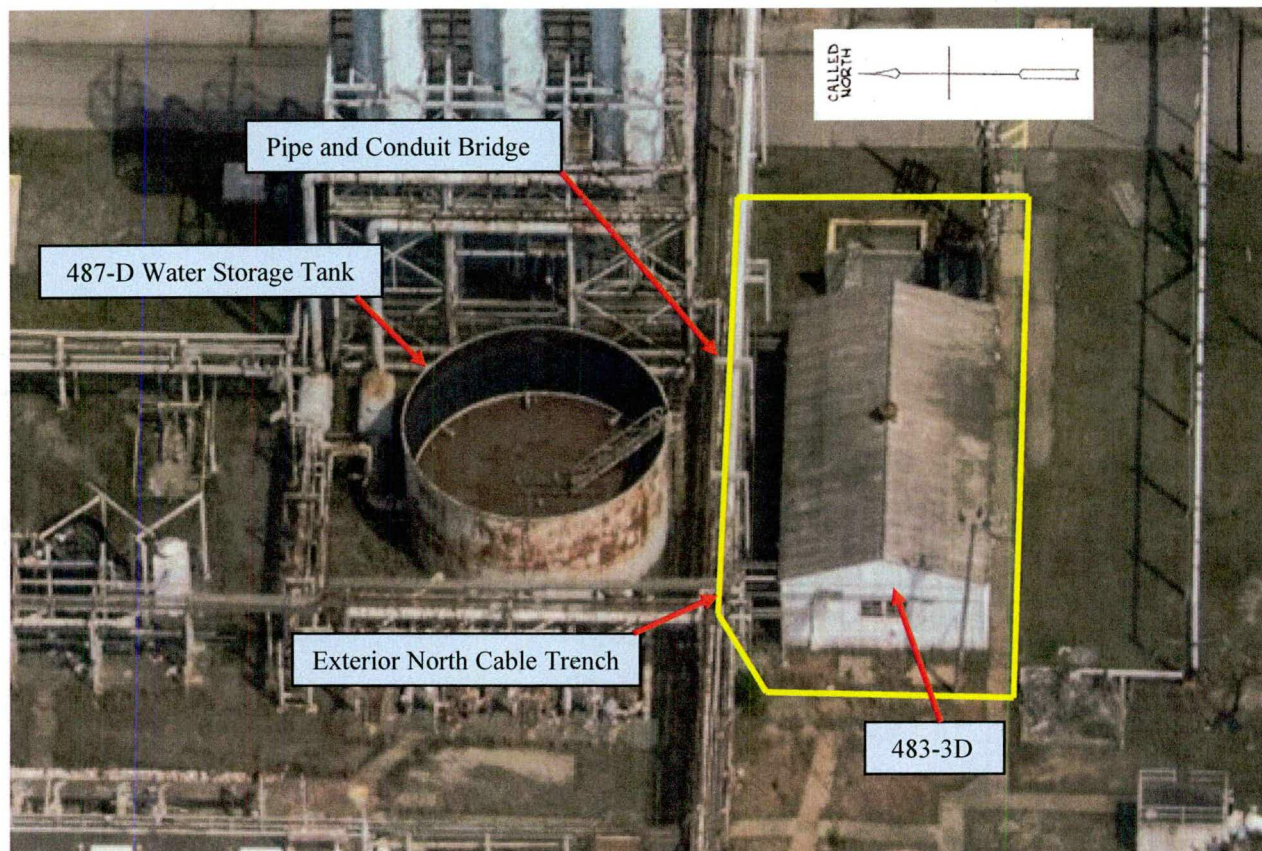 CALLED
NORTH
Pipe and Conduit Bridge
487-D Water Storage Tank
Exterior North Cable Trench
483-3D